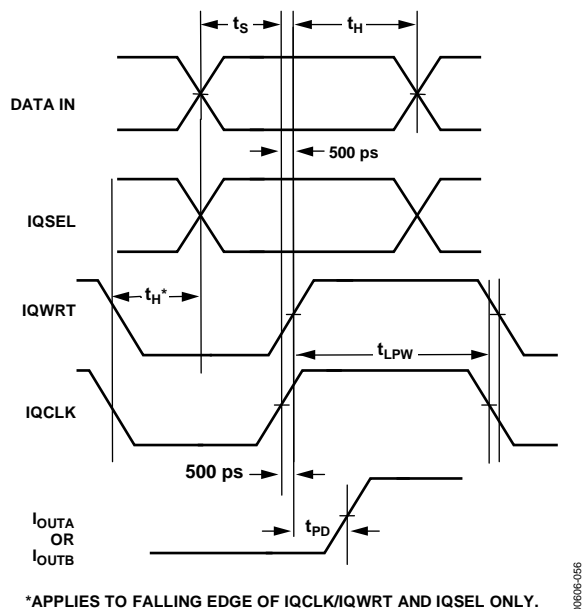 tS
tH
DATA IN
500 ps
IQSEL
tH*
IQWRT
tLPW
IQCLK
500 ps
tPD
IOUTA
OR
IOUTB
*APPLIES TO FALLING EDGE OF IQCLK/IQWRT AND IQSEL ONLY.
00606-056